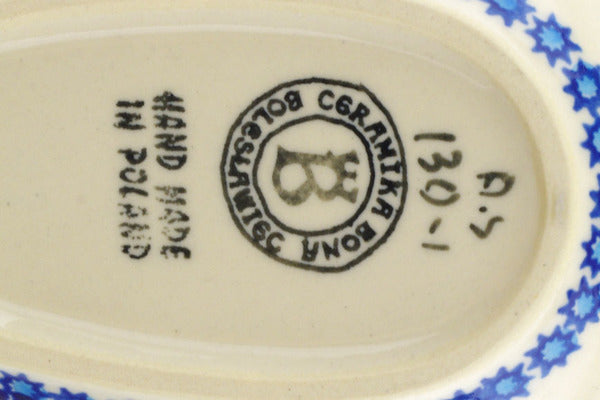 A.S
130-1
CERAMIKA BONA
BOLESŁAWIEC
B
HAND MADE
IN POLAND